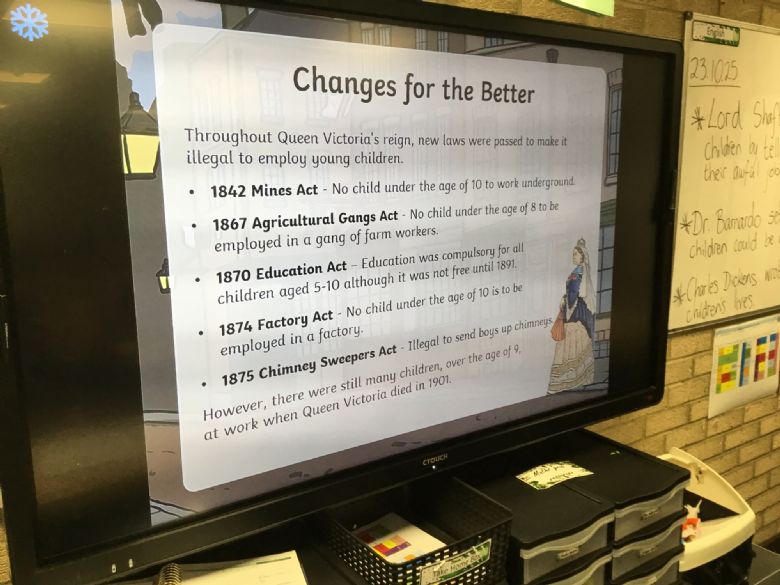 Changes for the Better
Throughout Queen Victoria's reign, new laws were passed to make it
illegal to employ young children.
• 1842 Mines Act - No child under the age of 10 to work underground.
• 1867 Agricultural Gangs Act - No child under the age of 8 to be
employed in a gang of farm workers.
• 1870 Education Act – Education was compulsory for all
children aged 5-10 although it was not free until 1891.
• 1874 Factory Act - No child under the age of 10 is to be
employed in a factory.
• 1875 Chimney Sweepers Act - Illegal to send boys up chimneys.
However, there were still many children, over the age of 9,
at work when Queen Victoria died in 1901.
CTOUCH
English
23.10.25
* Lord
children by
their awful
* Dr. Barnardo
children could be
* Charles Dickens
childrens lives.
Take Home